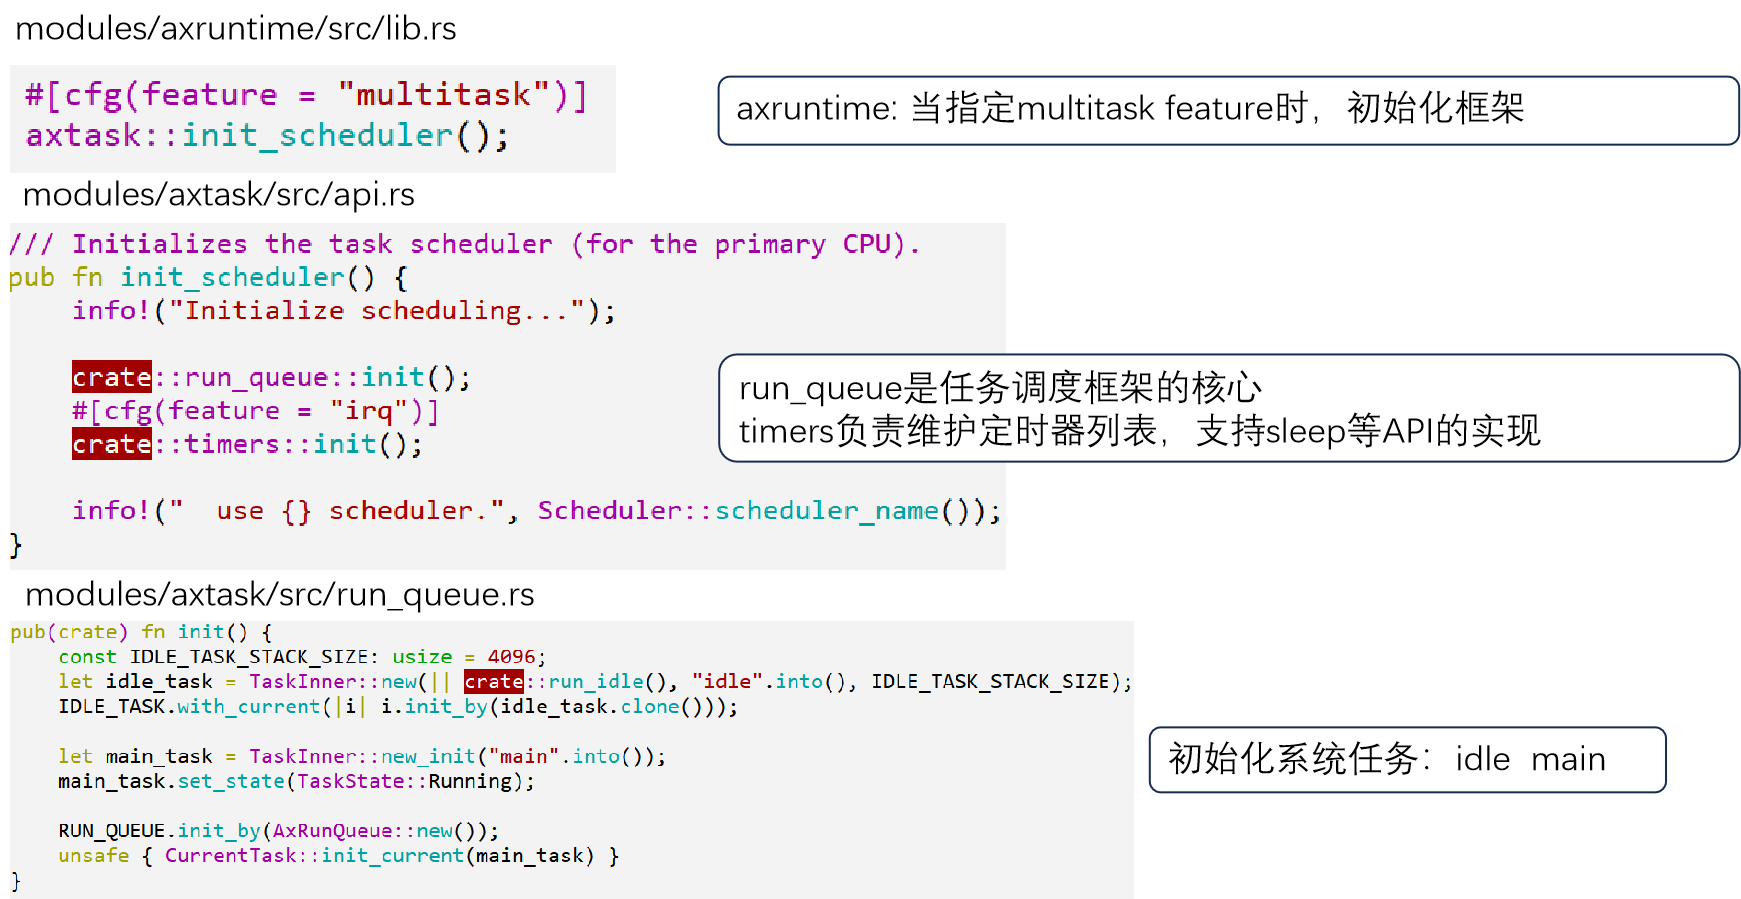 modules/axruntime/src/lib.rs
#[cfg(feature = "multitask")]
axtask::init_scheduler();
axruntime: 当指定multitask feature时，初始化框架
modules/axtask/src/api.rs
/// Initializes the task scheduler (for the primary CPU).
pub fn init_scheduler() {
    info!("Initialize scheduling...");
    crate::run_queue::init();
    #[cfg(feature = "irq")]
    crate::timers::init();
    info!("  use {} scheduler.", Scheduler::scheduler_name());
}
run_queue是任务调度框架的核心
timers负责维护定时器列表，支持sleep等API的实现
modules/axtask/src/run_queue.rs
pub(crate) fn init() {
    const IDLE_TASK_STACK_SIZE: usize = 4096;
    let idle_task = TaskInner::new(|| crate::run_idle(), "idle".into(), IDLE_TASK_STACK_SIZE);
    IDLE_TASK.with_current(|i| i.init_by(idle_task.clone()));
    let main_task = TaskInner::new_init("main".into());
    main_task.set_state(TaskState::Running);
    RUN_QUEUE.init_by(AxRunQueue::new());
    unsafe { CurrentTask::init_current(main_task) }
}
初始化系统任务：idle  main